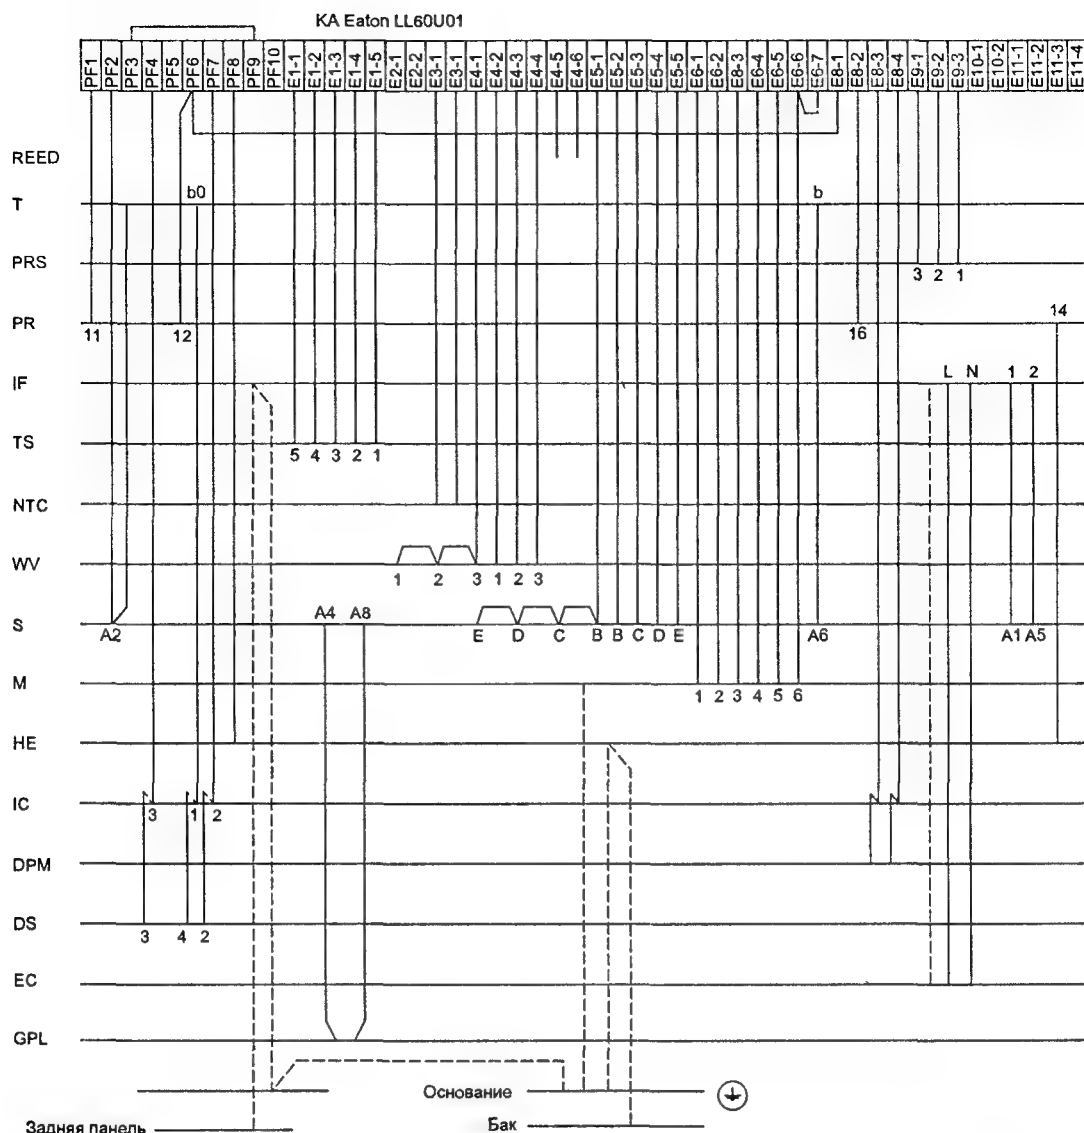 KA Eaton LL60U01
PF1 PF2 PF3 PF4 PF5 PF6 PF7 PF8 PF9 PF10 E1-1 E1-2 E1-3 E1-4 E1-5 E2-1 E2-2 E3-1 E3-1 E4-1 E4-2 E4-3 E4-4 E4-5 E4-6 E5-1 E5-2 E5-3 E5-4 E5-5 E6-1 E6-2 E8-3 E6-4 E6-5 E6-6 E6-7 E8-1 E8-2 E8-3 E8-4 E9-1 E9-2 E9-3 E10-1 E10-2 E11-1 E11-2 E11-3 E11-4
REED
b0 b
T
PRS
3 2 1
PR
14
11 12 16
IF
L N 1 2
TS
5 4 3 2 1
NTC
WV
1 2 3 1 2 3
A4 A8
S
A2 E D C B B C D E A6 A1 A5
M
1 2 3 4 5 6
HE
IC
3 1 2
DPM
DS
3 4 2
EC
GPL
Основание
Задняя панель
Бак